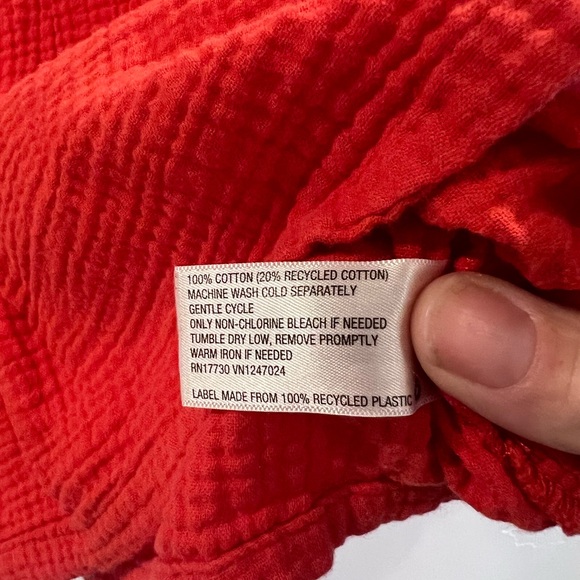 100% COTTON (20% RECYCLED COTTON)
MACHINE WASH COLD SEPARATELY
GENTLE CYCLE
ONLY NON-CHLORINE BLEACH IF NEEDED
TUMBLE DRY LOW, REMOVE PROMPTLY
WARM IRON IF NEEDED
RN17730 VN1247024
LABEL MADE FROM 100% RECYCLED PLASTIC